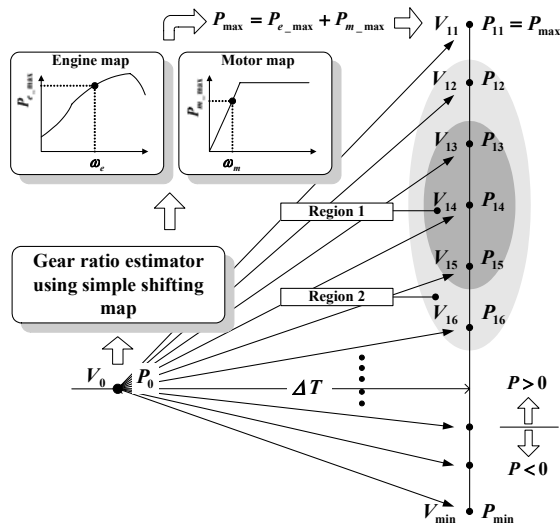 P_max = P_e_max + P_m_max
V_11 P_11 = P_max
Engine map
P_e_max
ω_e
Motor map
P_m_max
ω_m
V_12 P_12
V_13 P_13
Region 1
V_14 P_14
Gear ratio estimator
using simple shifting
map
V_15 P_15
Region 2
V_16 P_16
V_0 P_0
ΔT
P>0
P<0
V_min P_min